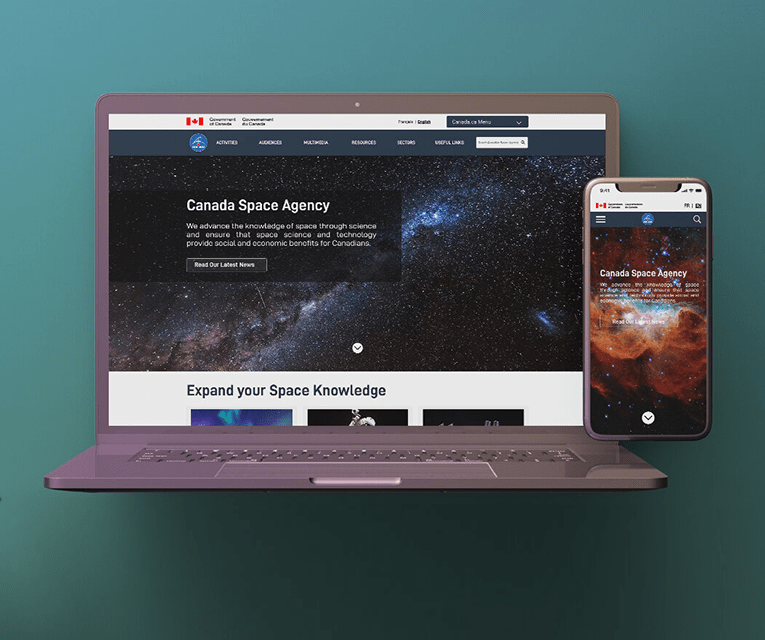 Government of Canada
Gouvernement du Canada
Français | English
Canada.ca Menu
ACTIVITIES
AUDIENCES
MULTIMEDIA
RESOURCES
SECTORS
USEFUL LINKS
Canada Space Agency
We advance the knowledge of space through science
and ensure that space science and technology
provide social and economic benefits for Canadians.
Read Our Latest News
Expand your Space Knowledge
9:41
FR | EN
Canada Space Agency
We advance the knowledge of space
through science and ensure that space
science and technology provide social and
economic benefits for Canadians.
Read Our Latest News